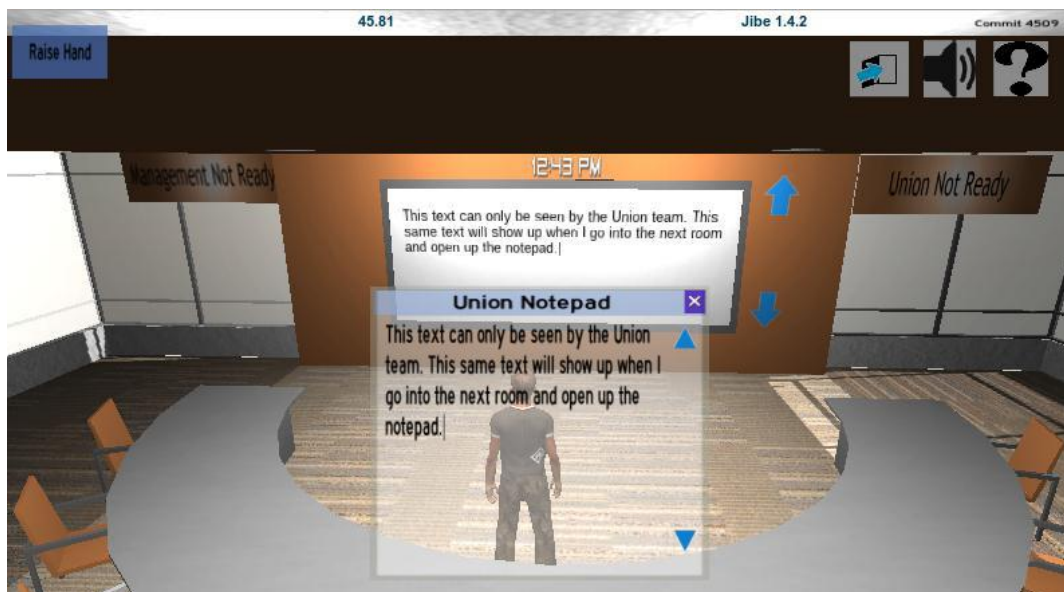 45.81
Jibe 1.4.2
Commit 4509
Raise Hand
Management Not Ready
12:43 PM
Union Not Ready
This text can only be seen by the Union team. This
same text will show up when I go into the next room
and open up the notepad.|
Union Notepad
This text can only be seen by the Union
team. This same text will show up when I
go into the next room and open up the
notepad.|